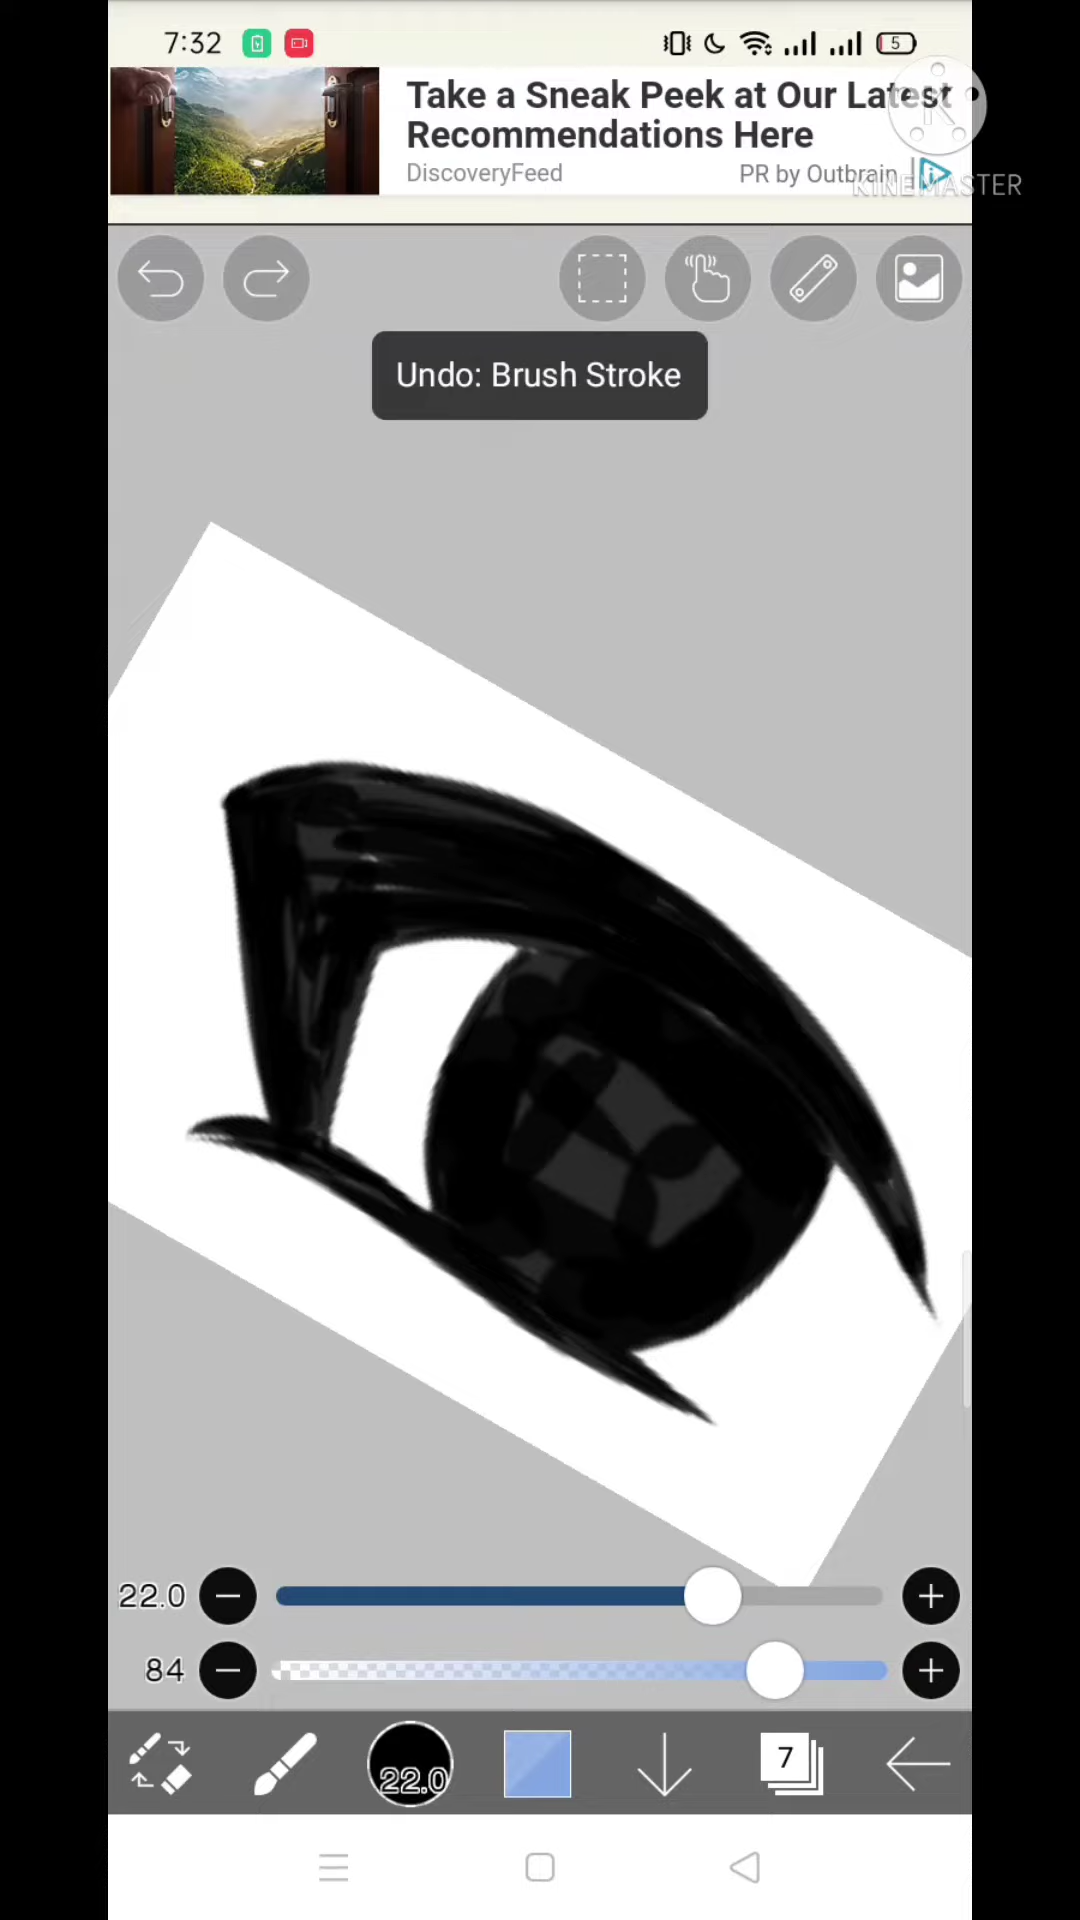 7:32
5
Take a Sneak Peek at Our Latest
Recommendations Here
DiscoveryFeed
PR by Outbrain
K
KINEMASTER
Undo: Brush Stroke
22.0
84
22.0
7